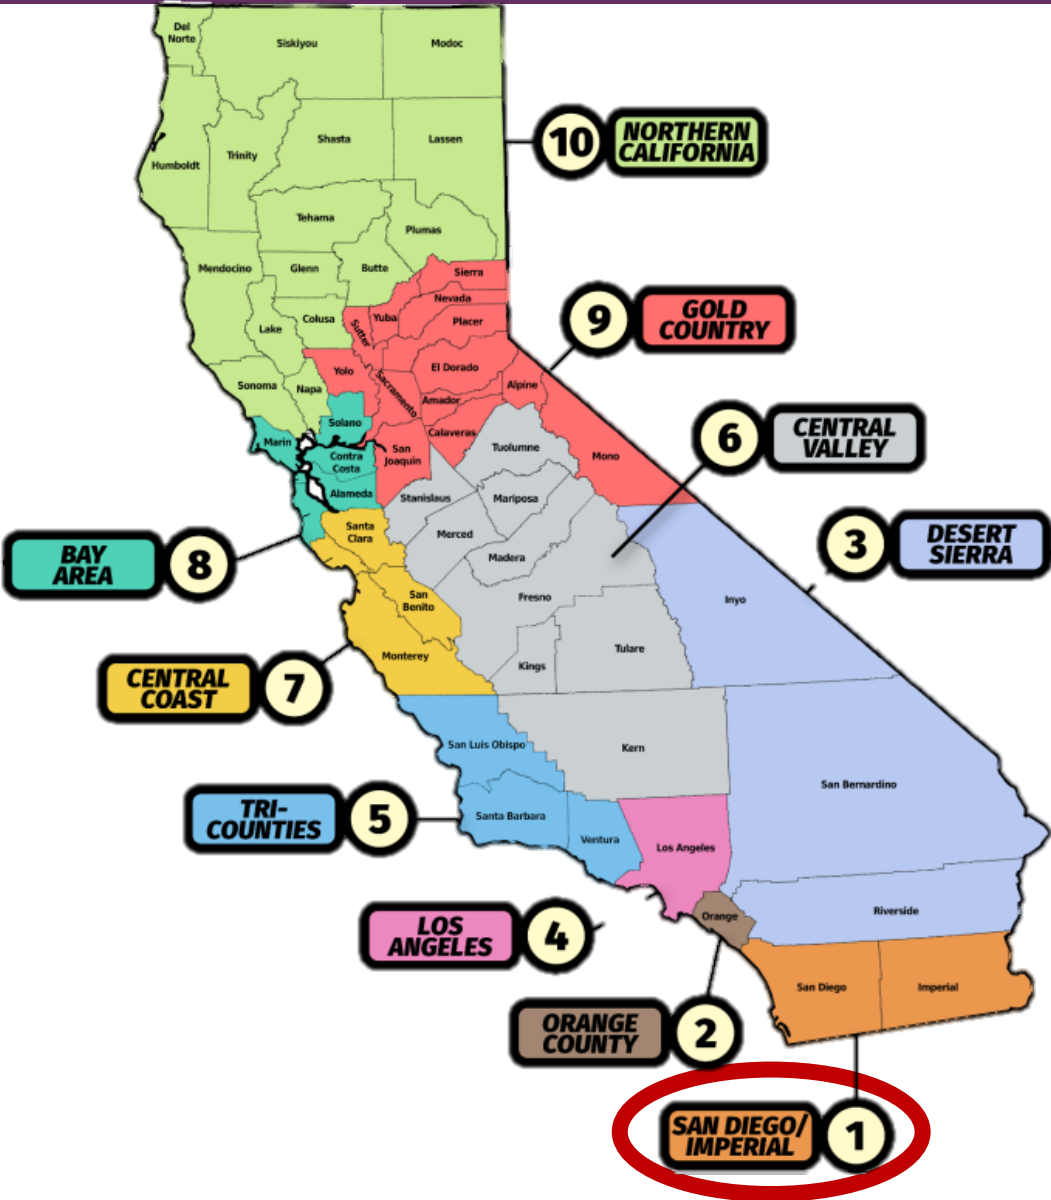 Del
Norte
Siskiyou
Modoc
Humboldt
Trinity
Shasta
Lassen
10
NORTHERN
CALIFORNIA
Tehama
Plumas
Mendocino
Glenn
Butte
Sierra
Nevada
Lake
Colusa
Sutter
Yuba
Placer
9
GOLD
COUNTRY
Sonoma
Napa
Yolo
Sacramento
El Dorado
Amador
Alpine
Solano
Marin
Contra
Costa
Alameda
San
Joaquin
Calaveras
Tuolumne
Mono
6
CENTRAL
VALLEY
Stanislaus
Mariposa
Santa
Clara
Merced
Madera
BAY
AREA
8
3
DESERT
SIERRA
San
Benito
Fresno
Inyo
Monterey
Kings
Tulare
CENTRAL
COAST
7
San Luis Obispo
Kern
San Bernardino
TRI-
COUNTIES
5
Santa Barbara
Ventura
Los Angeles
LOS
ANGELES
4
Orange
Riverside
San Diego
Imperial
ORANGE
COUNTY
2
SAN DIEGO/
IMPERIAL
1